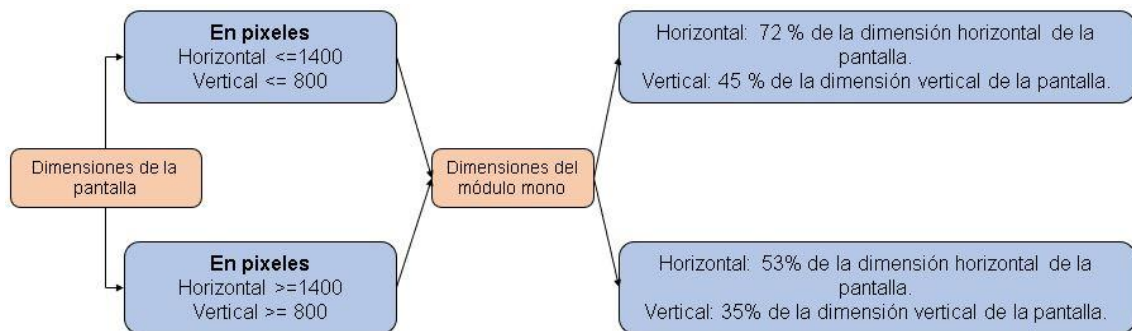 En pixeles
Horizontal <=1400
Vertical <= 800
Horizontal: 72 % de la dimensión horizontal de la
pantalla.
Vertical: 45 % de la dimensión vertical de la pantalla.
Dimensiones de la
pantalla
Dimensiones del
módulo mono
En pixeles
Horizontal >=1400
Vertical >= 800
Horizontal: 53% de la dimensión horizontal de la
pantalla.
Vertical: 35% de la dimensión vertical de la pantalla.